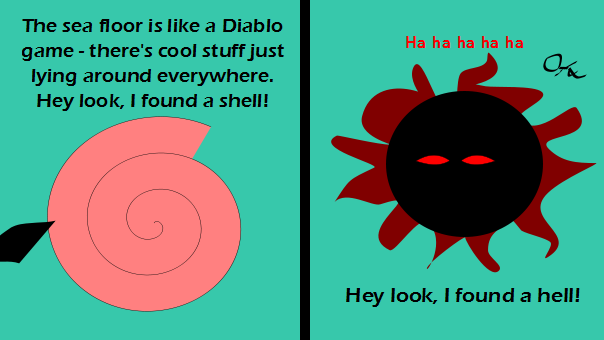 The sea floor is like a Diablo
game - there's cool stuff just
lying around everywhere.
Hey look, I found a shell!
Ha ha ha ha ha
Hey look, I found a hell!